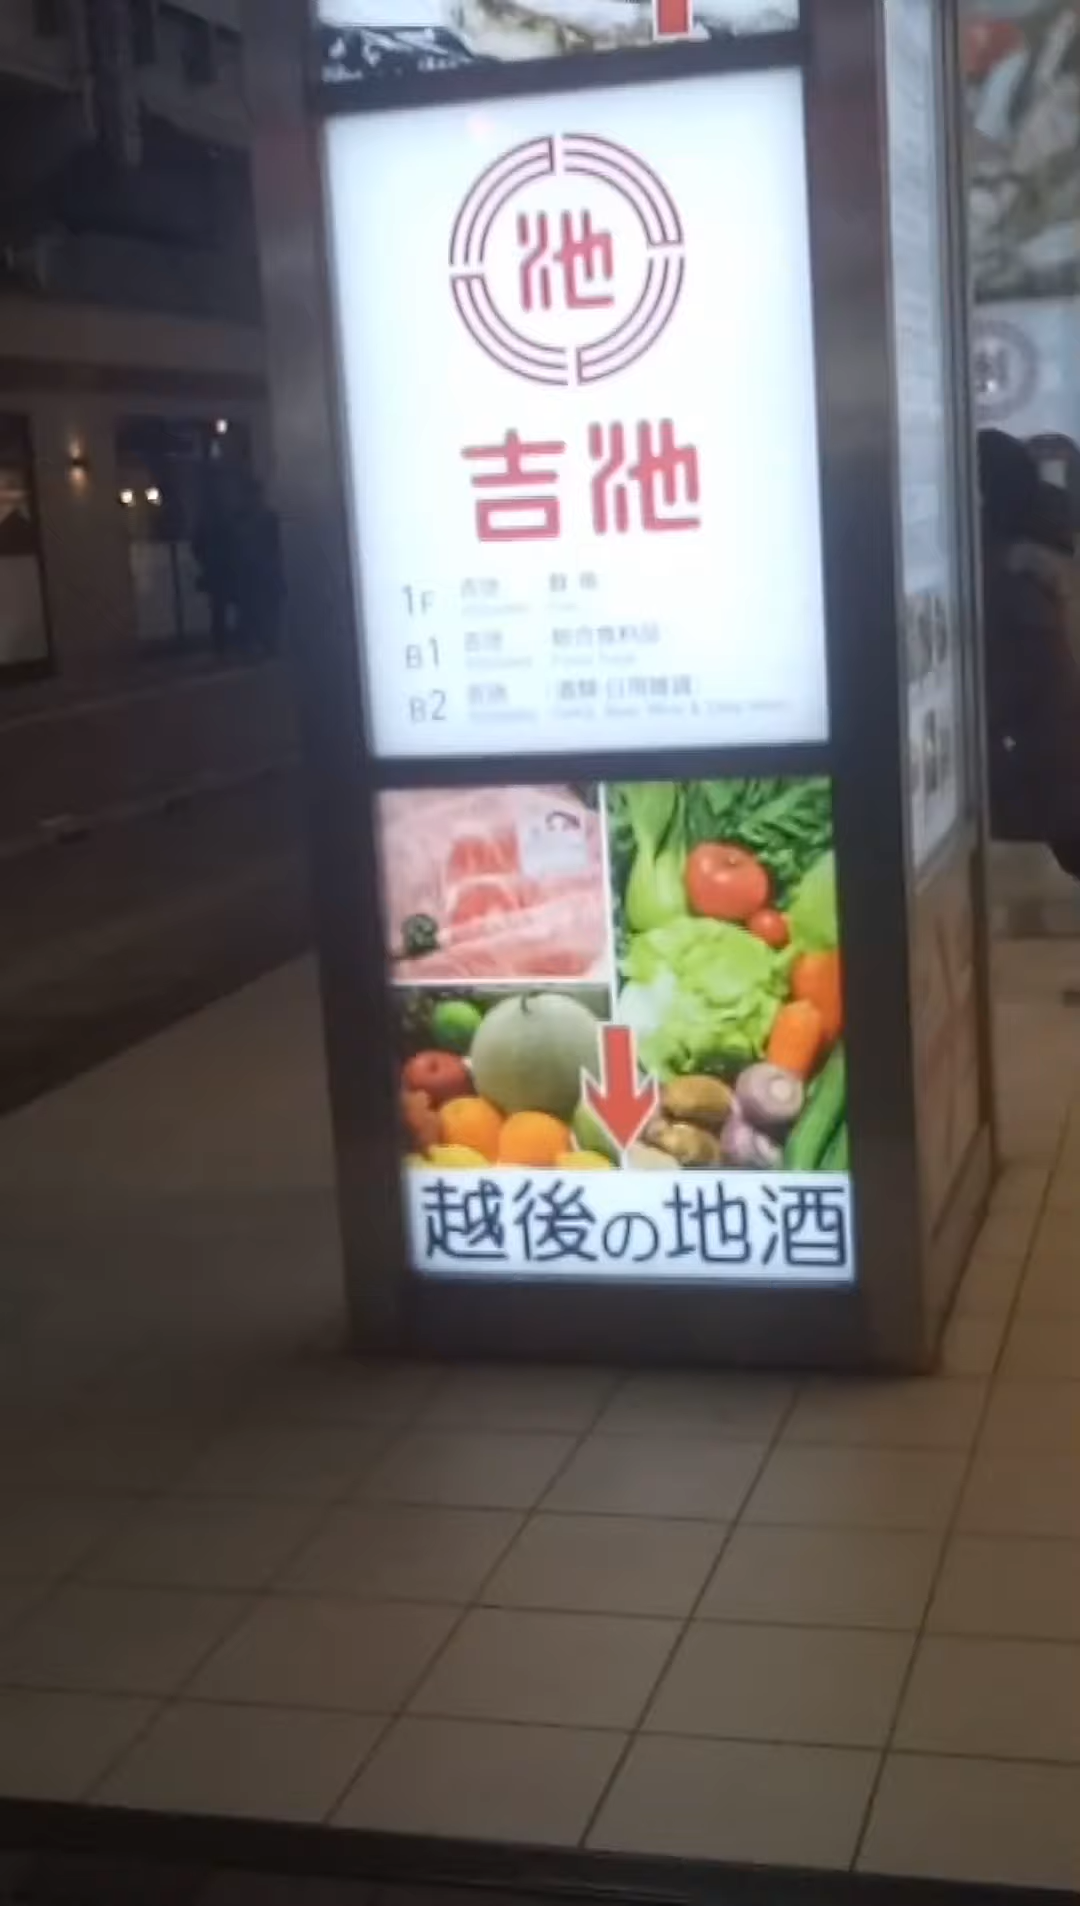 池
吉池
1F 吉池 鮮魚
B1 吉池 総合食料品
B2 吉池 酒類・日用雑貨
越後の地酒